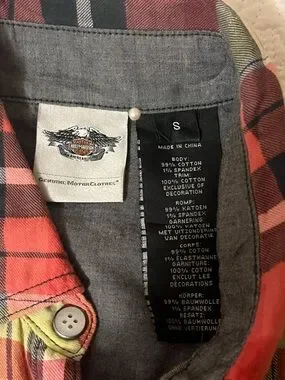 GENUINE MOTORCLOTHES
S
MADE IN CHINA
BODY:
99% COTTON
1% SPANDEX
TRIM:
100% COTTON
EXCLUSIVE OF
DECORATION
ROMP:
99% KATOEN
1% SPANDEX
GARNERING:
100% KATOEN
MET UITZONDERING
VAN DECORATIE
CORPS:
99% COTON
1% ELASTHANNE
GARNITURE:
100% COTON
EXCLUT LES
DÉCORATIONS
KÖRPER:
99% BAUMWOLLE
1% SPANDEX
BESATZ:
100% BAUMWOLLE
OHNE VERZIERUN